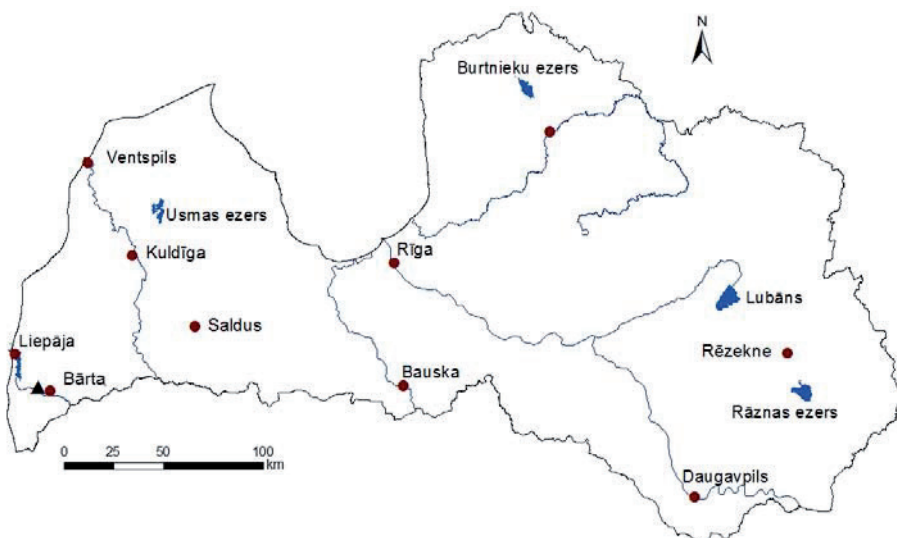 N
Burtnieku ezers
Ventspils
Usmas ezers
Kuldīga
Rīga
Lubāns
Saldus
Liepāja
Rēzekne
Bārta
Bauska
Rāznas ezers
0 25 50 100
km
Daugavpils